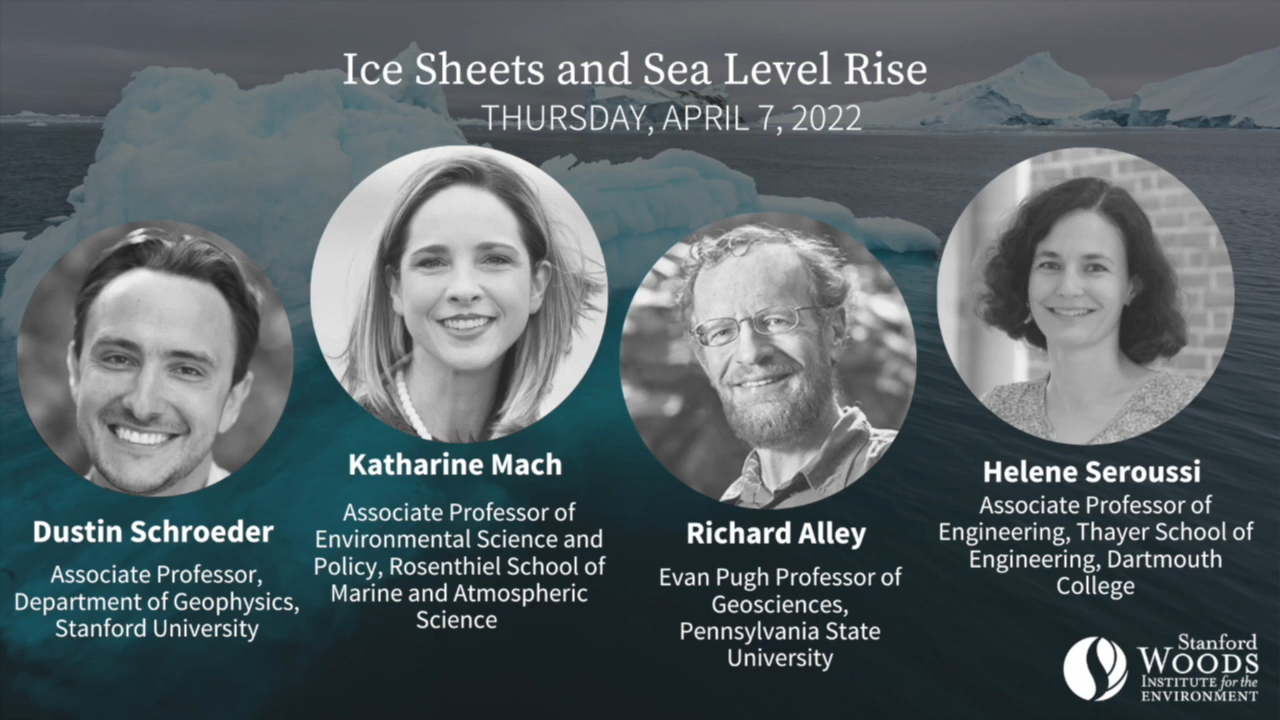 Ice Sheets and Sea Level Rise
THURSDAY, APRIL 7, 2022
Dustin Schroeder
Associate Professor,
Department of Geophysics,
Stanford University
Katharine Mach
Associate Professor of
Environmental Science and
Policy, Rosenthiel School of
Marine and Atmospheric
Science
Richard Alley
Evan Pugh Professor of
Geosciences,
Pennsylvania State
University
Helene Seroussi
Associate Professor of
Engineering, Thayer School of
Engineering, Dartmouth
College
Stanford
WOODS
INSTITUTE for the
ENVIRONMENT